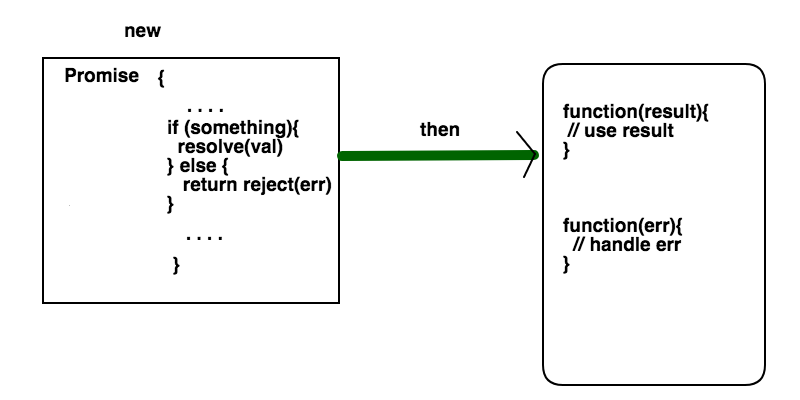 new
Promise {
. . . .
if (something){
resolve(val)
} else {
return reject(err)
}
. . . .
}
then
function(result){
// use result
}
function(err){
// handle err
}